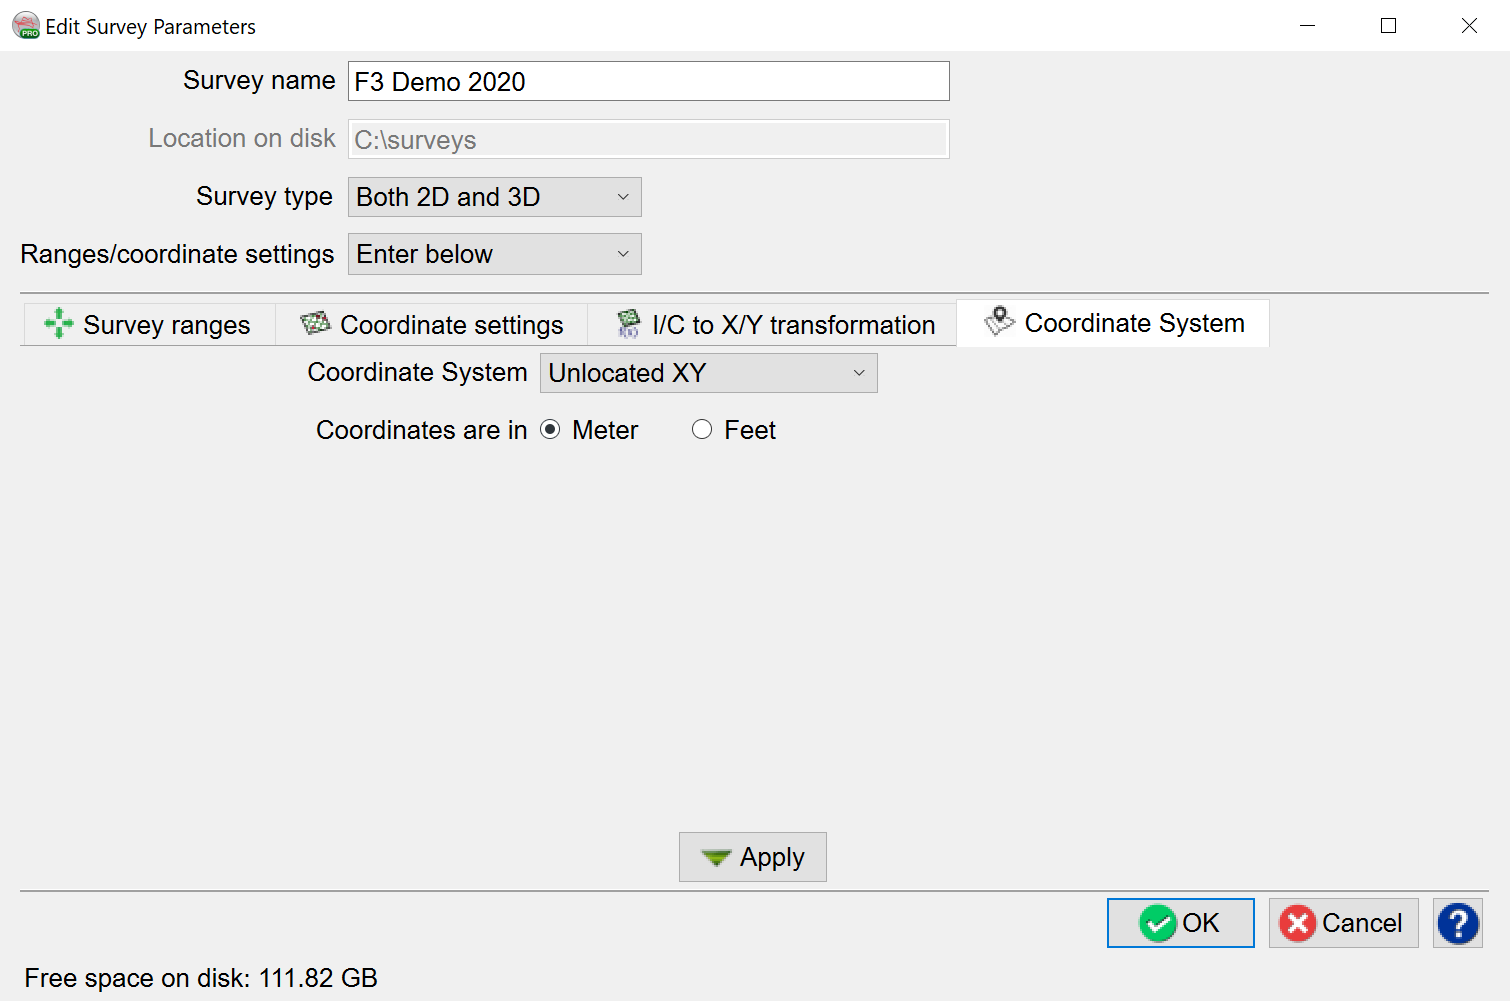 Edit Survey Parameters
Survey name F3 Demo 2020
Location on disk C:\surveys
Survey type Both 2D and 3D
Ranges/coordinate settings Enter below
Survey ranges Coordinate settings I/C to X/Y transformation Coordinate System
Coordinate System Unlocated XY
Coordinates are in Meter Feet
Apply
OK Cancel ?
Free space on disk: 111.82 GB